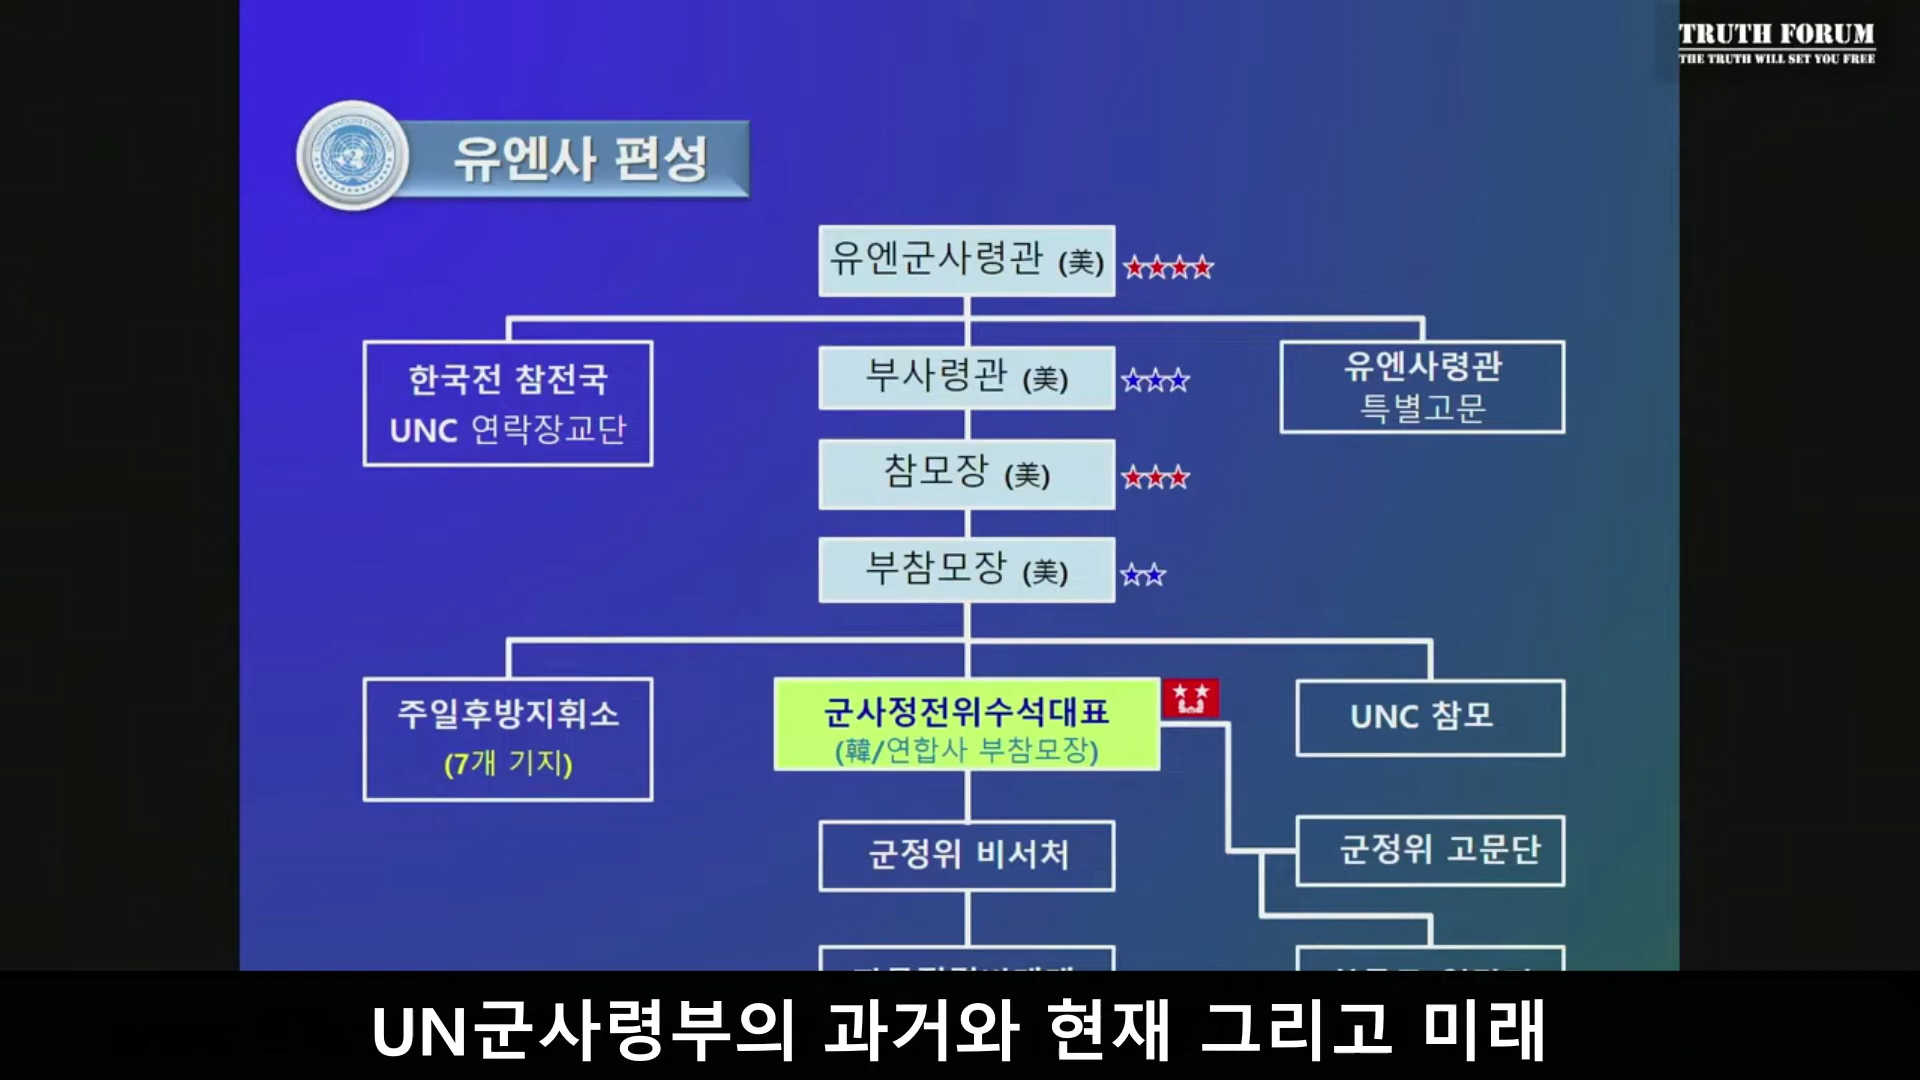 TRUTH FORUM
THE TRUTH WILL SET YOU FREE
유엔사 편성
유엔군사령관 (美)
한국전 참전국
UNC 연락장교단
부사령관 (美)
유엔사령관
특별고문
참모장 (美)
부참모장 (美)
주일후방지휘소
(7개 기지)
군사정전위수석대표
(韓/연합사 부참모장)
UNC 참모
군정위 비서처
군정위 고문단
UN군사령부의 과거와 현재 그리고 미래